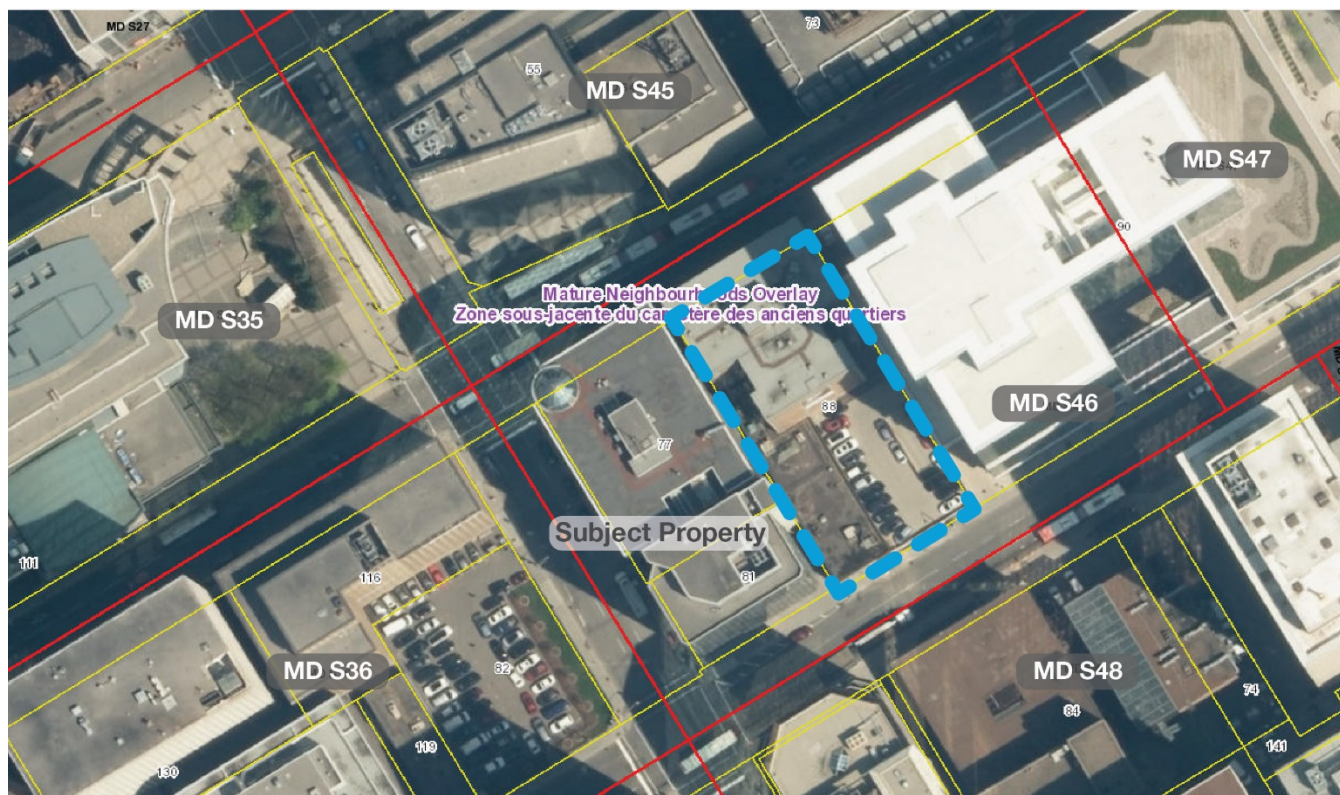 MD S27
73
55
MD S45
MD S47
90
Mature Neighbourhoods Overlay
Zone sous-jacente du caractère des anciens quartiers
MD S35
MD S46
88
77
Subject Property
111
116
81
MD S36
82
MD S48
74
84
119
141
130